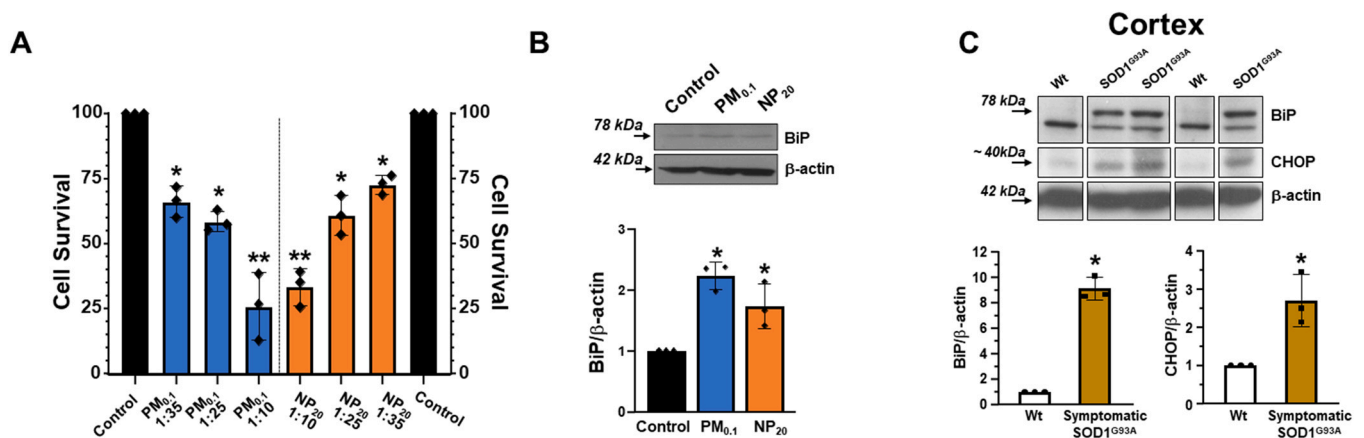 Cortex
A
B
C
Control
PM0.1
NP20
78 kDa
BiP
42 kDa
β-actin
Wt
SOD1G93A
SOD1G93A
Wt
SOD1G93A
78 kDa
BiP
~ 40kDa
CHOP
42 kDa
β-actin
Cell Survival
100
75
50
25
0
*
*
**
**
*
*
100
75
50
25
0
Cell Survival
Control
PM0.1
1:35
PM0.1
1:25
PM0.1
1:10
NP20
1:10
NP20
1:25
NP20
1:35
Control
BiP/β-actin
3
2
1
0
*
*
Control
PM0.1
NP20
BiP/β-actin
12
10
8
6
4
2
0
*
Wt
Symptomatic
SOD1G93A
CHOP/β-actin
4
3
2
1
0
*
Wt
Symptomatic
SOD1G93A